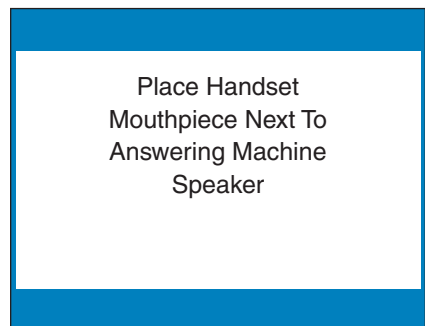 Place Handset
Mouthpiece Next To
Answering Machine
Speaker